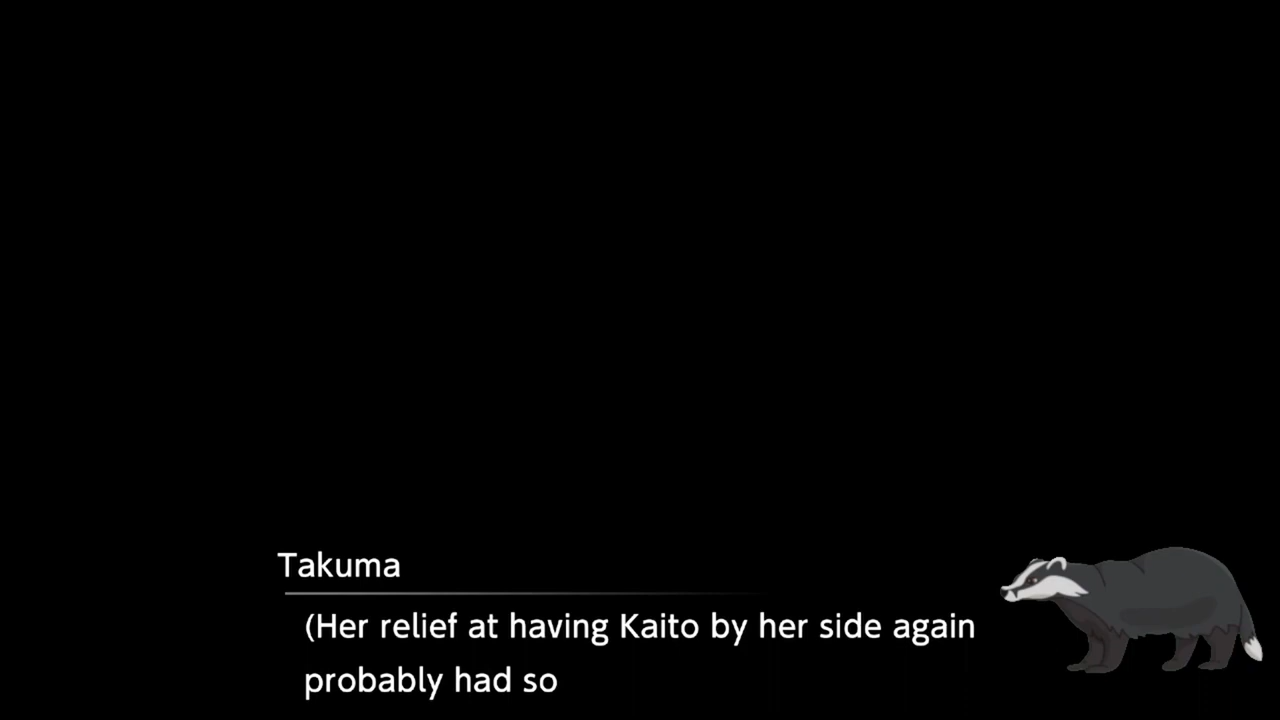 Takuma
(Her relief at having Kaito by her side again
probably had so